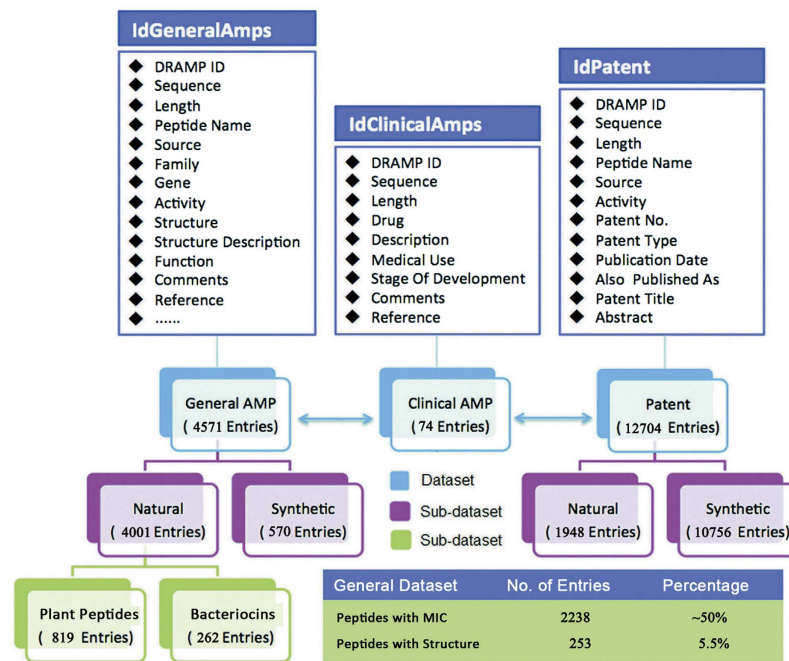 IdGeneralAmps
DRAMP ID
Sequence
Length
Peptide Name
Source
Family
Gene
Activity
Structure
Structure Description
Function
Comments
Reference
......
IdClinicalAmps
DRAMP ID
Sequence
Length
Drug
Description
Medical Use
Stage Of Development
Comments
Reference
IdPatent
DRAMP ID
Sequence
Length
Peptide Name
Source
Activity
Patent No.
Patent Type
Publication Date
Also Published As
Patent Title
Abstract
General AMP
( 4571 Entries)
Clinical AMP
( 74 Entries)
Patent
( 12704 Entries)
Natural
( 4001 Entries)
Synthetic
( 570 Entries)
Dataset
Sub-dataset
Sub-dataset
Natural
( 1948 Entries)
Synthetic
( 10756 Entries)
Plant Peptides
( 819 Entries)
Bacteriocins
( 262 Entries)
General Dataset No. of Entries Percentage
Peptides with MIC 2238 ~50%
Peptides with Structure 253 5.5%